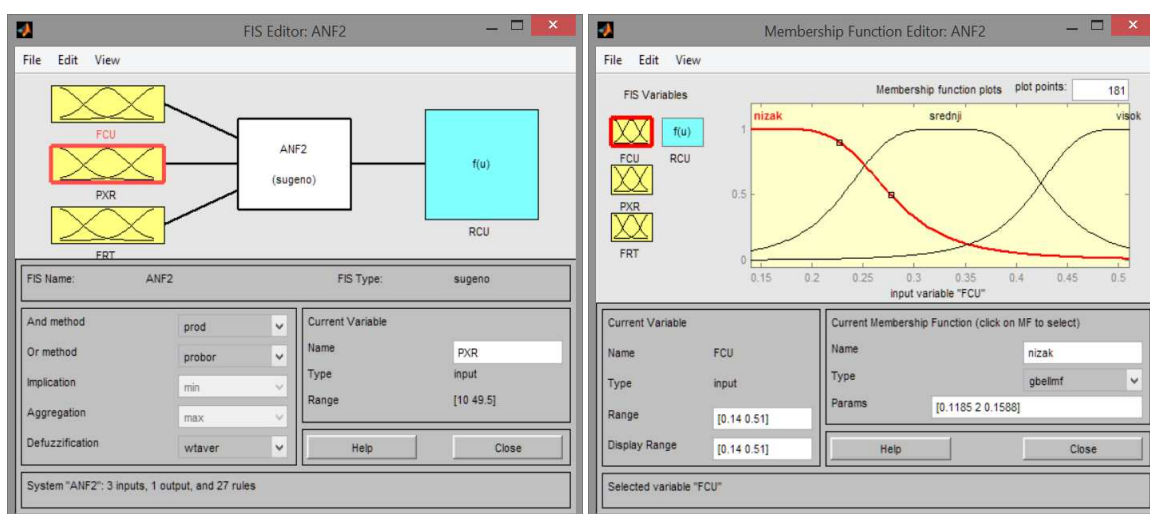 FIS Editor: ANF2
File Edit View
FCU
PXR
FRT
ANF2
(sugeno)
f(u)
RCU
FIS Name: ANF2 FIS Type: sugeno
And method prod
Or method probor
Implication min
Aggregation max
Defuzzification wtaver
Current Variable
Name PXR
Type input
Range [10 49.5]
Help Close
System "ANF2": 3 inputs, 1 output, and 27 rules
Membership Function Editor: ANF2
File Edit View
FIS Variables
FCU
f(u)
RCU
PXR
FRT
Membership function plots plot points: 181
nizak srednji visok
1
0.5
0
0.15 0.2 0.25 0.3 0.35 0.4 0.45 0.5
input variable "FCU"
Current Variable
Name FCU
Type input
Range [0.14 0.51]
Display Range [0.14 0.51]
Current Membership Function (click on MF to select)
Name nizak
Type gbellmf
Params [0.1185 2 0.1588]
Help Close
Selected variable "FCU"